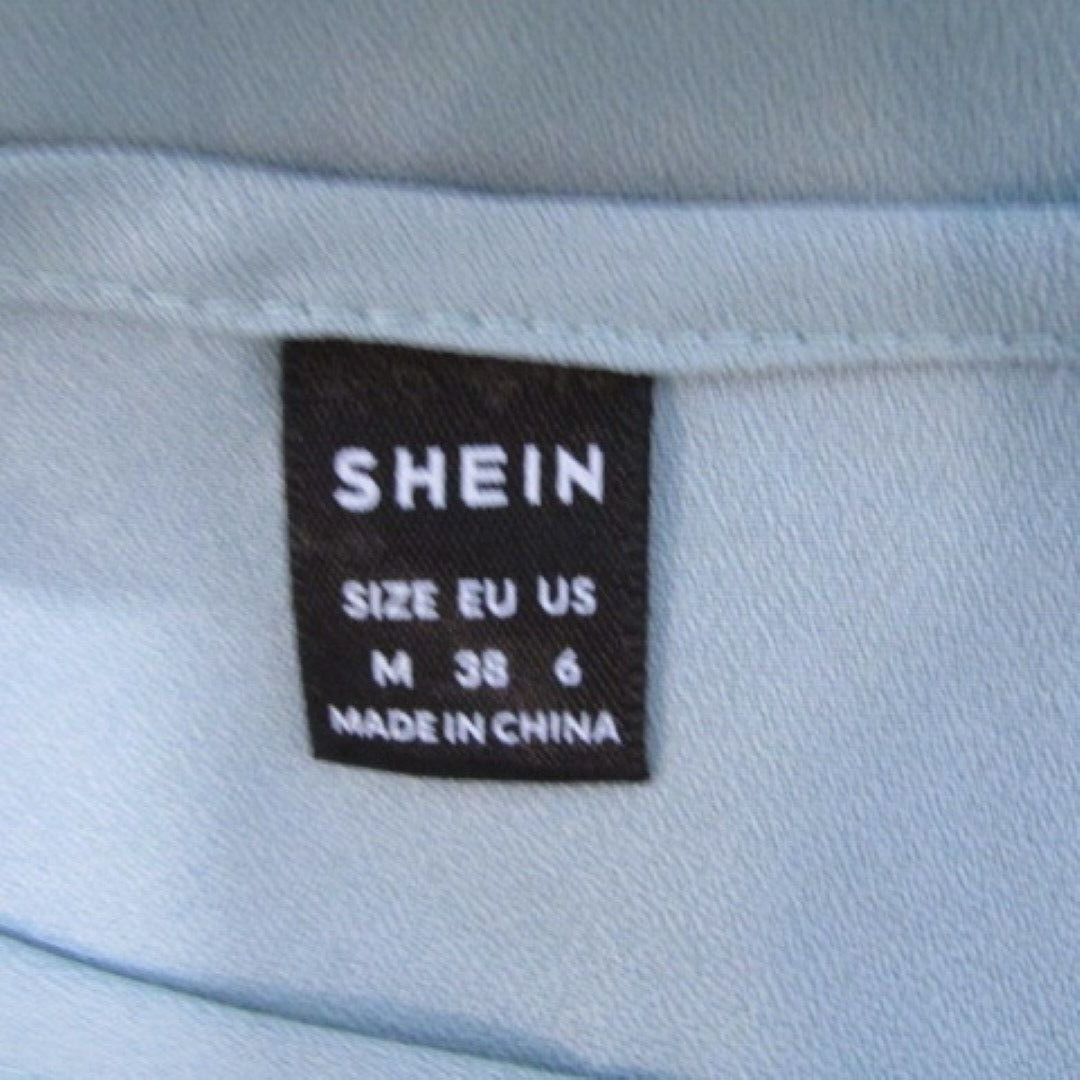 SHEIN
SIZE EU US
M 38 6
MADE IN CHINA